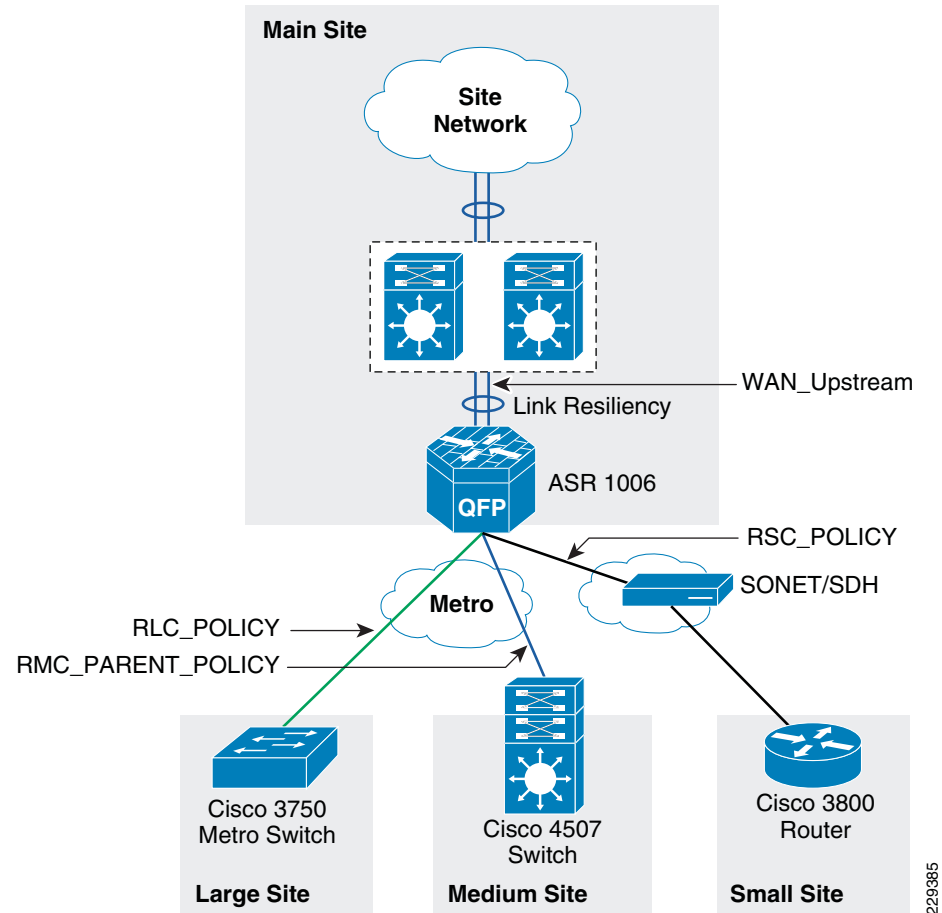 Main Site
Site
Network
WAN_Upstream
Link Resiliency
ASR 1006
QFP
RSC_POLICY
SONET/SDH
Metro
RLC_POLICY
RMC_PARENT_POLICY
Cisco 3750
Metro Switch
Cisco 4507
Switch
Cisco 3800
Router
Large Site
Medium Site
Small Site
229385